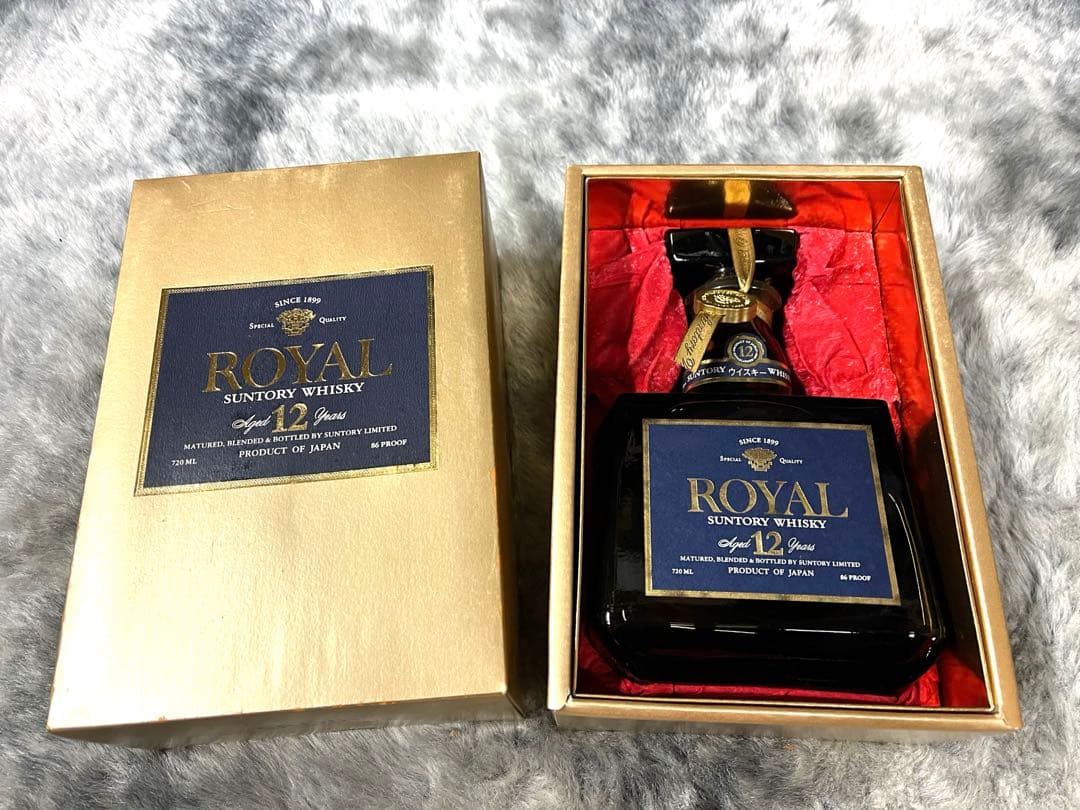 SINCE 1899
SPECIAL QUALITY
ROYAL
SUNTORY WHISKY
Aged 12 Years
MATURED, BLENDED & BOTTLED BY SUNTORY LIMITED
720 ML PRODUCT OF JAPAN 86 PROOF
12
SUNTORY ウイスキー WHISKY
SINCE 1899
SPECIAL QUALITY
ROYAL
SUNTORY WHISKY
Aged 12 Years
MATURED, BLENDED & BOTTLED BY SUNTORY LIMITED
720 ML PRODUCT OF JAPAN 86 PROOF